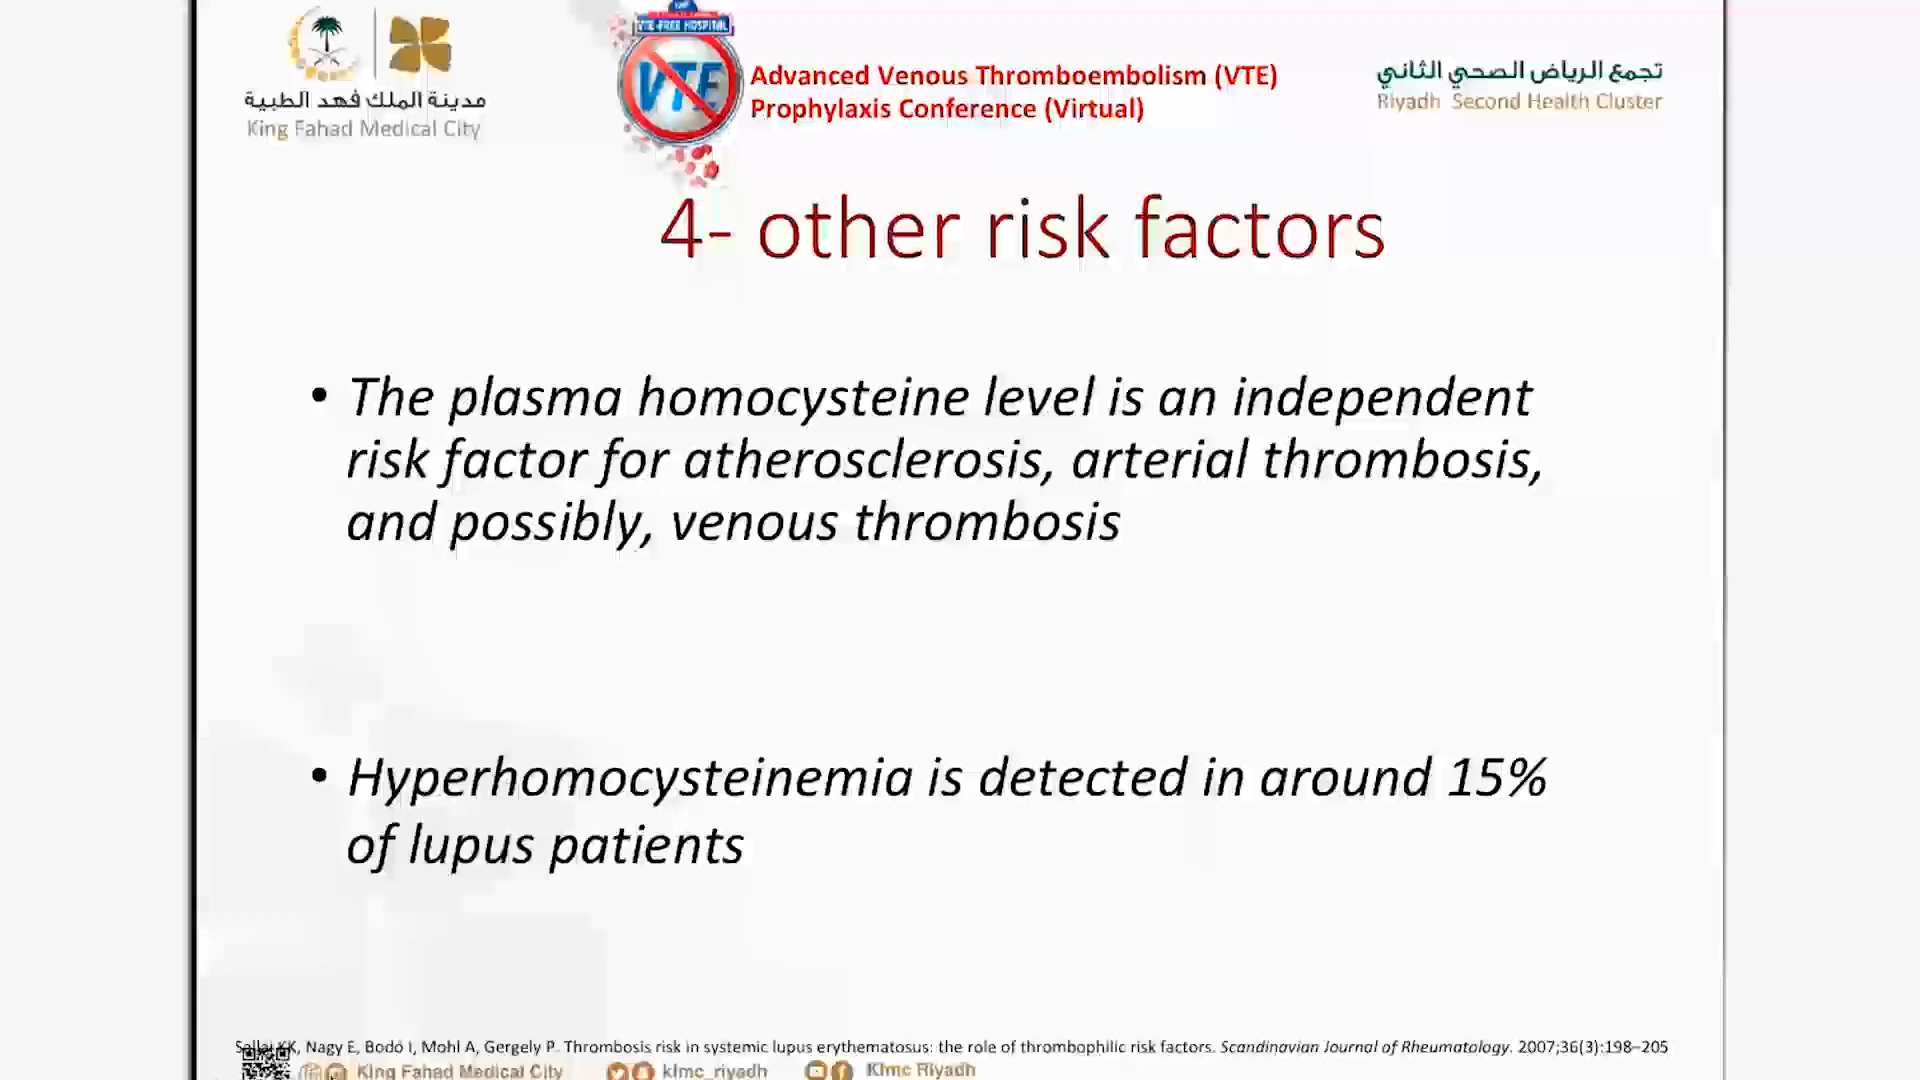 مدينة الملك فهد الطبية
King Fahad Medical City
VTE FREE HOSPITAL
VTE
Advanced Venous Thromboembolism (VTE)
Prophylaxis Conference (Virtual)
تجمع الرياض الصحي الثاني
Riyadh Second Health Cluster
4- other risk factors
• The plasma homocysteine level is an independent
risk factor for atherosclerosis, arterial thrombosis,
and possibly, venous thrombosis
• Hyperhomocysteinemia is detected in around 15%
of lupus patients
KK, Nagy E, Bodó I, Mohl A, Gergely P. Thrombosis risk in systemic lupus erythematosus: the role of thrombophilic risk factors. Scandinavian Journal of Rheumatology. 2007;36(3):198–205
King Fahad Medical City
kfmc_riyadh
Kfmc Riyadh